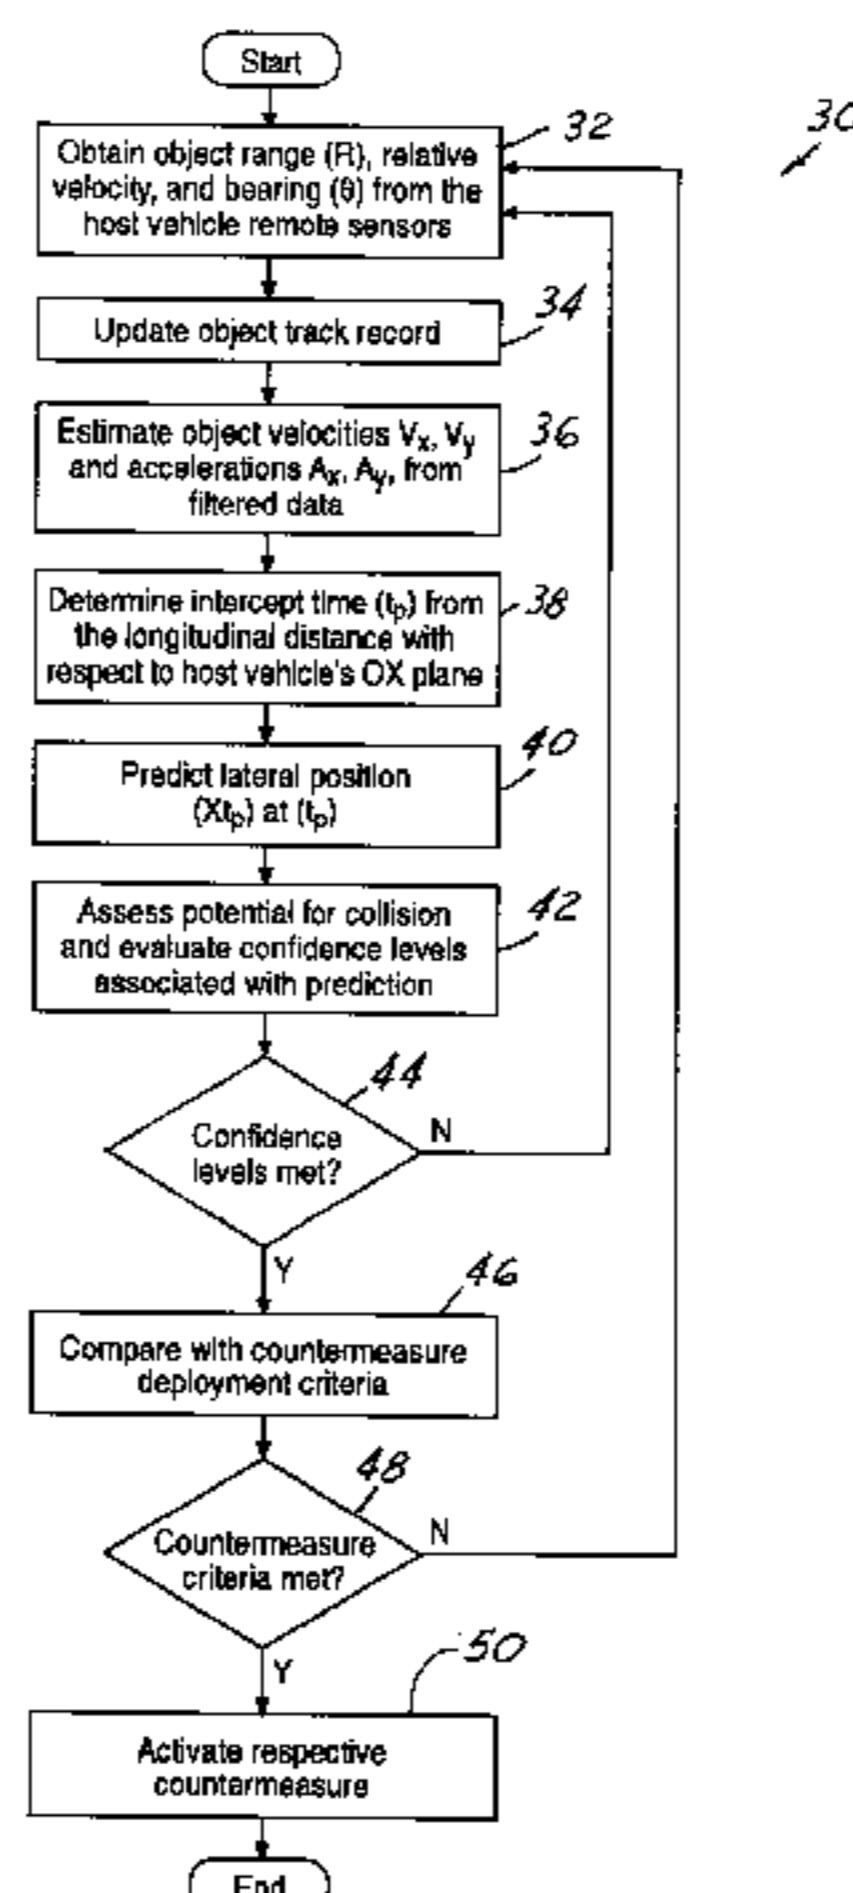 Start
30
32
Obtain object range (R), relative
velocity, and bearing (θ) from the
host vehicle remote sensors
34
Update object track record
36
Estimate object velocities Vx, Vy
and accelerations Ax, Ay, from
filtered data
38
Determine intercept time (tp) from
the longitudinal distance with
respect to host vehicle's OX plane
40
Predict lateral position
(Xtp) at (tp)
42
Assess potential for collision
and evaluate confidence levels
associated with prediction
44
Confidence
levels met?
N
Y
46
Compare with countermeasure
deployment criteria
48
Countermeasure
criteria met?
N
Y
50
Activate respective
countermeasure
End